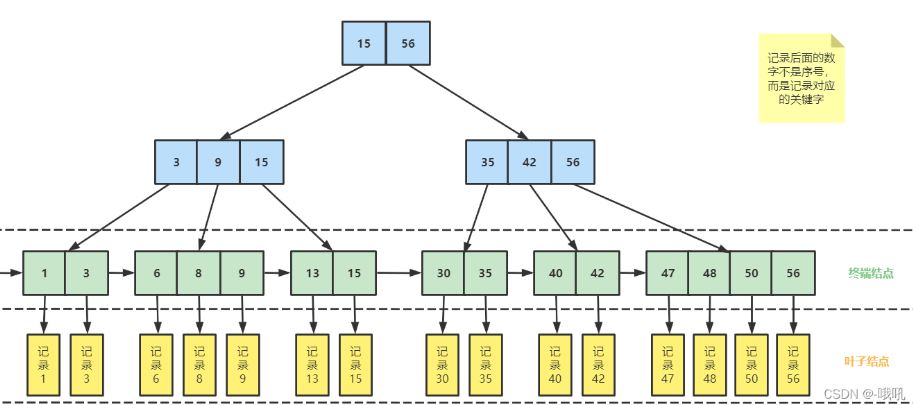 15 56
记录后面的数
字不是序号，
而是记录对应
的关键字
3 9 15
35 42 56
1 3
6 8 9
13 15
30 35
40 42
47 48 50 56
终端结点
记
录
1
记
录
3
记
录
6
记
录
8
记
录
9
记
录
13
记
录
15
记
录
30
记
录
35
记
录
40
记
录
42
记
录
47
记
录
48
记
录
50
记
录
56
叶子结点
CSDN @-哦吼